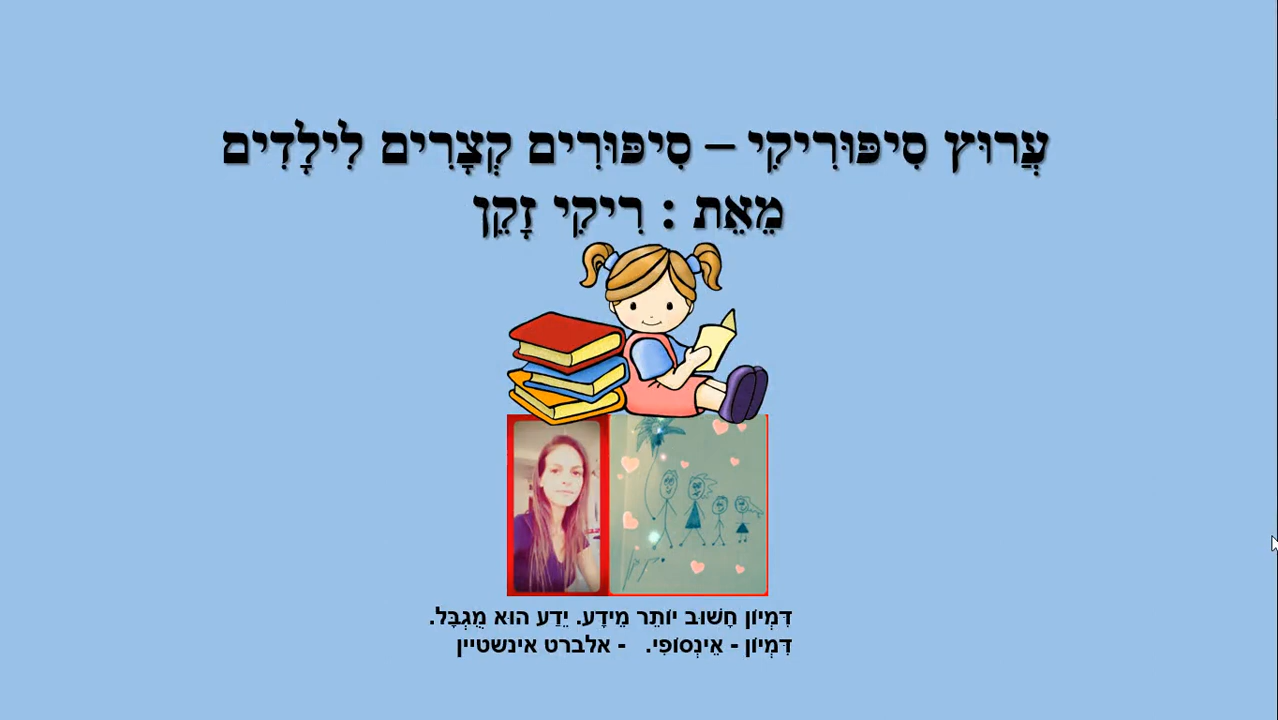 עֲרוּץ סִיפּוּרִיקִי – סִיפּוּרִים קְצָרִים לִילָדִים
מֵאֵת : רִיקִי זָקֵן
דִּמְיוֹן חָשׁוּב יוֹתֵר מֵידָע. יֵדַע הוּא מֻגְבָּל.
דִּמְיוֹן - אֵינְסוֹפִי. - אלברט אינשטיין